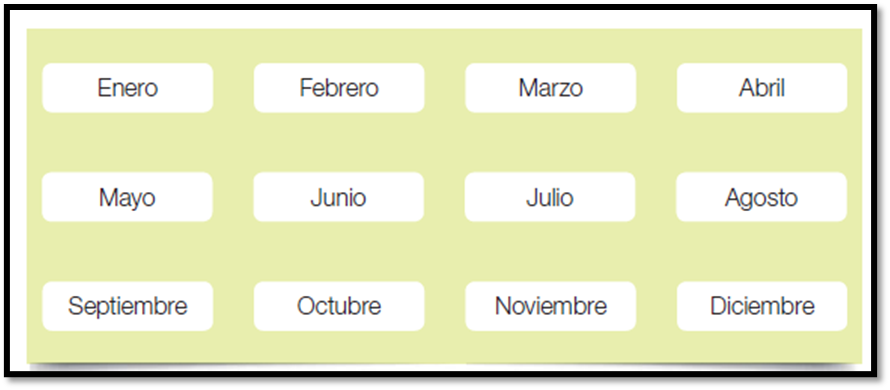 Enero Febrero Marzo Abril
Mayo Junio Julio Agosto
Septiembre Octubre Noviembre Diciembre